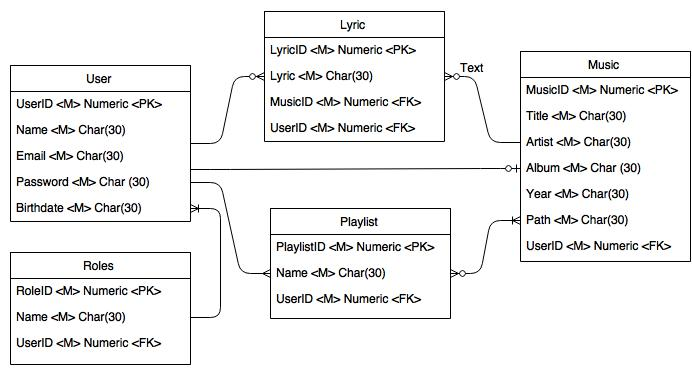 Lyric
LyricID <M> Numeric <PK>
Lyric <M> Char(30)
MusicID <M> Numeric <FK>
UserID <M> Numeric <FK>
Text
Music
MusicID <M> Numeric <PK>
Title <M> Char(30)
Artist <M> Char(30)
Album <M> Char (30)
Year <M> Char(30)
Path <M> Char(30)
UserID <M> Numeric <FK>
User
UserID <M> Numeric <PK>
Name <M> Char(30)
Email <M> Char(30)
Password <M> Char (30)
Birthdate <M> Char(30)
Playlist
PlaylistID <M> Numeric <PK>
Name <M> Char(30)
UserID <M> Numeric <FK>
Roles
RoleID <M> Numeric <PK>
Name <M> Char(30)
UserID <M> Numeric <FK>